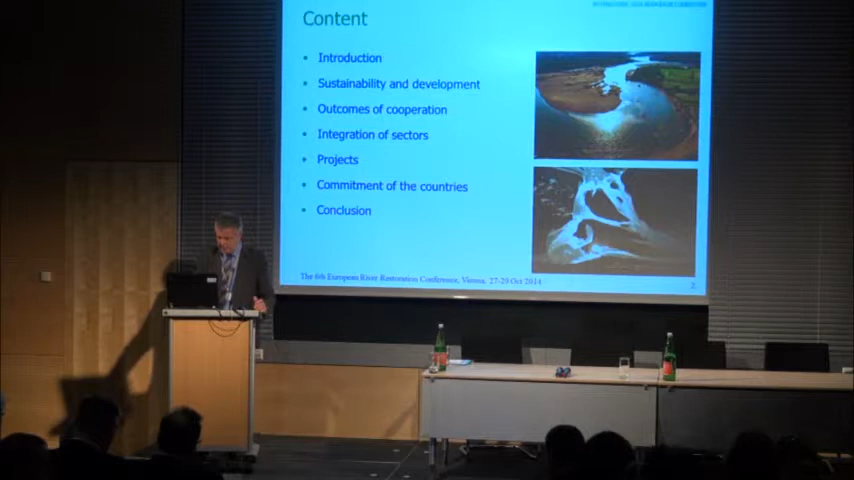 Content
• Introduction
• Sustainability and development
• Outcomes of cooperation
• Integration of sectors
• Projects
• Commitment of the countries
• Conclusion
The 6th European River Restoration Conference, Vienna, 27-29 Oct 2014
2